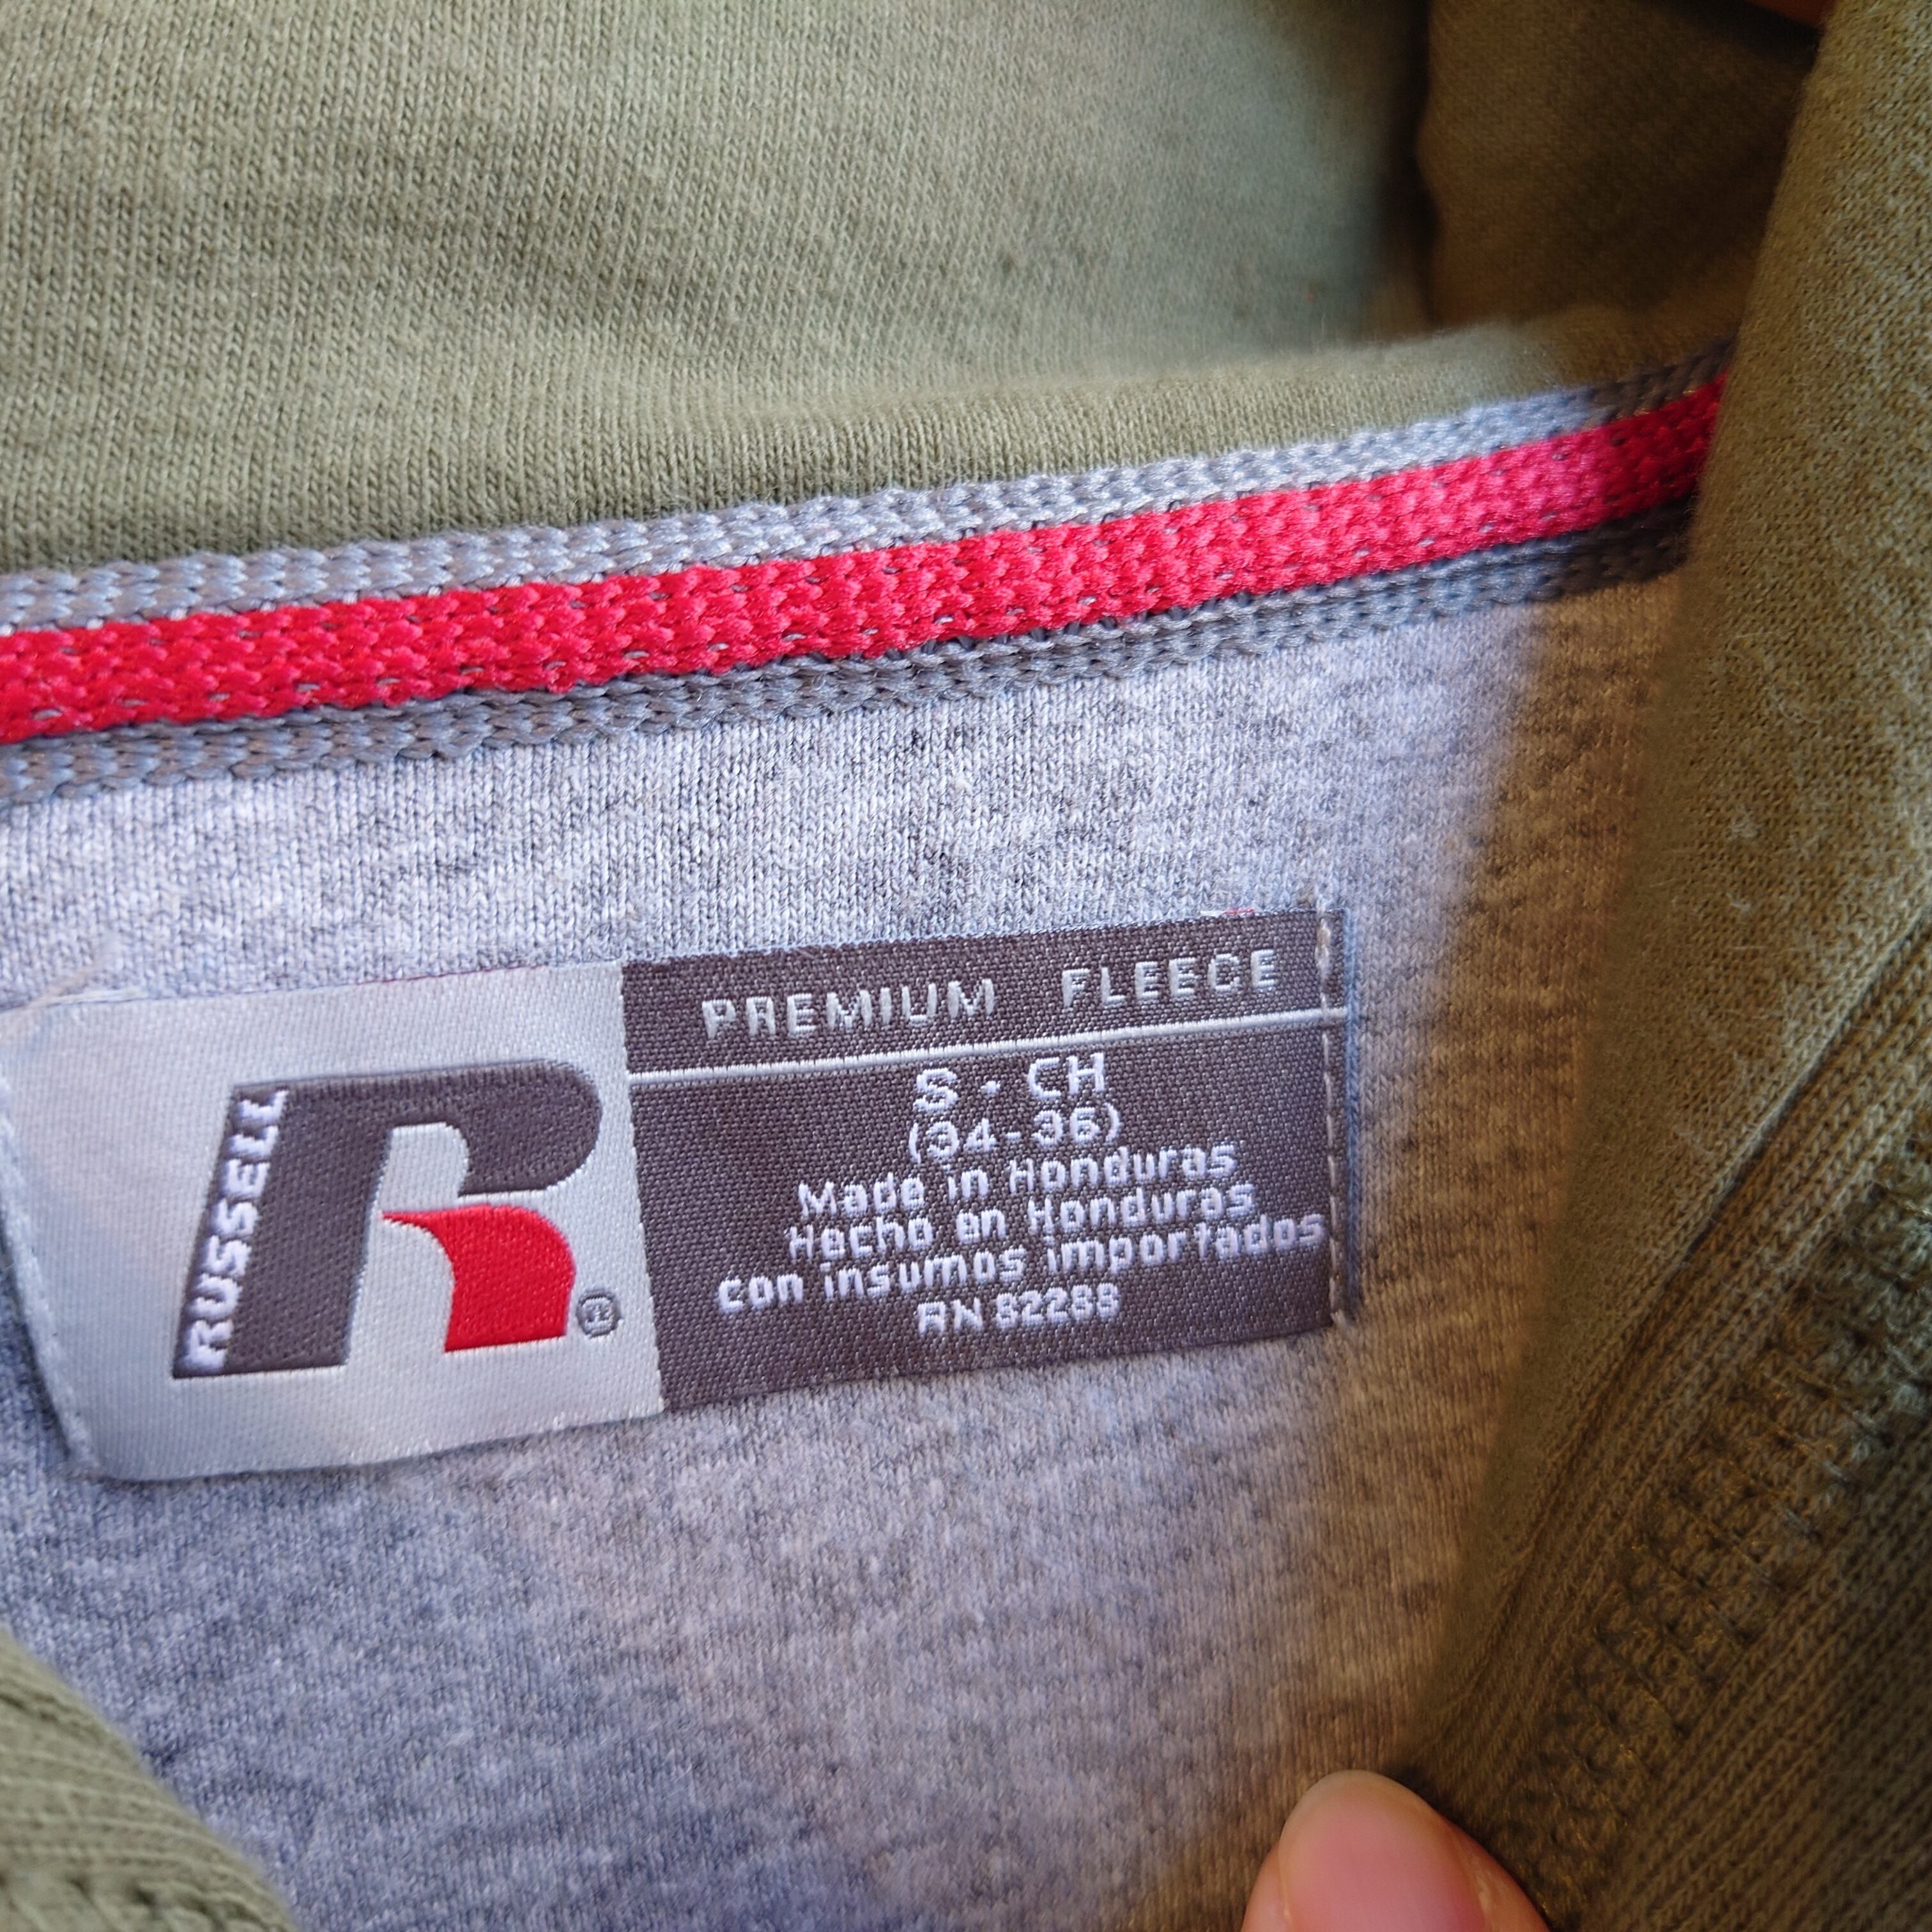 RUSSELL
®
PREMIUM FLEECE
S · CH
(34-36)
Made in Honduras
Hecho en Honduras
con insumos importados
RN 82288